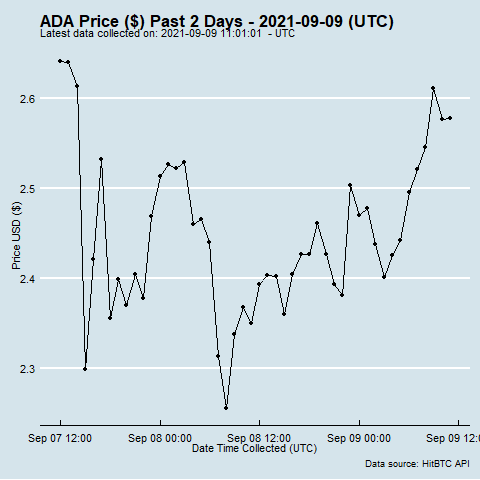 ADA Price ($) Past 2 Days - 2021-09-09 (UTC)
Latest data collected on: 2021-09-09 11:01:01 - UTC
2.6
2.5
2.4
2.3
Price USD ($)
Sep 07 12:00 Sep 08 00:00 Sep 08 12:00 Sep 09 00:00 Sep 09 12:
Date Time Collected (UTC)
Data source: HitBTC API